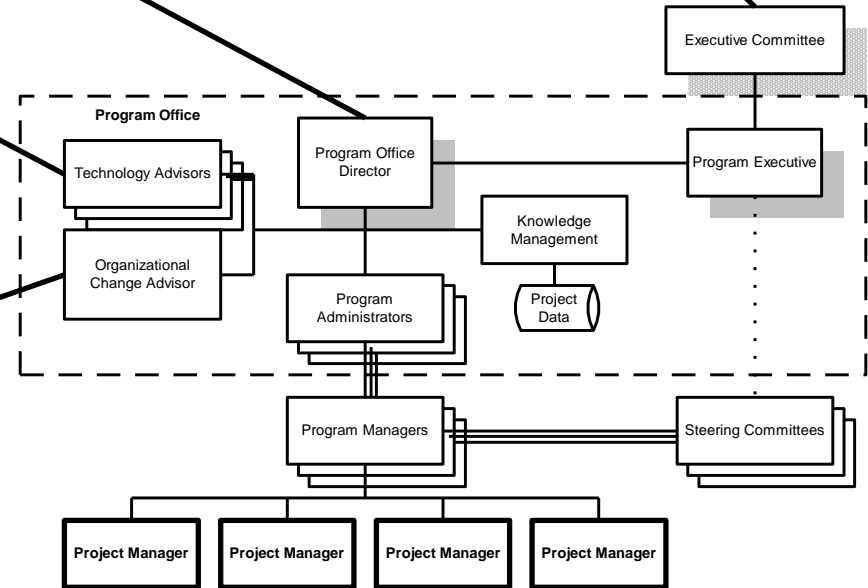 Executive Committee
Program Office
Technology Advisors
Program Office
Director
Program Executive
Knowledge
Management
Organizational
Change Advisor
Program
Administrators
Project
Data
Program Managers
Steering Committees
Project Manager
Project Manager
Project Manager
Project Manager